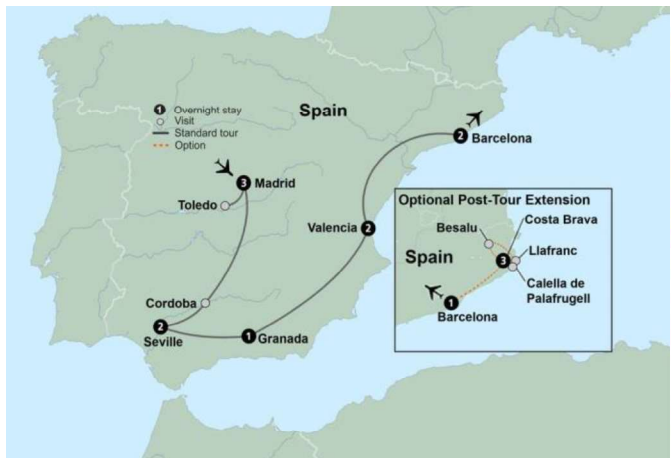 Spain
1 Overnight stay
Visit
Standard tour
Option
2 Barcelona
3 Madrid
Toledo
Valencia 2
Cordoba
2
Seville
1 Granada
Optional Post-Tour Extension
Costa Brava
Besalu
Llafranc
Spain
3
Calella de
Palafrugell
1
Barcelona